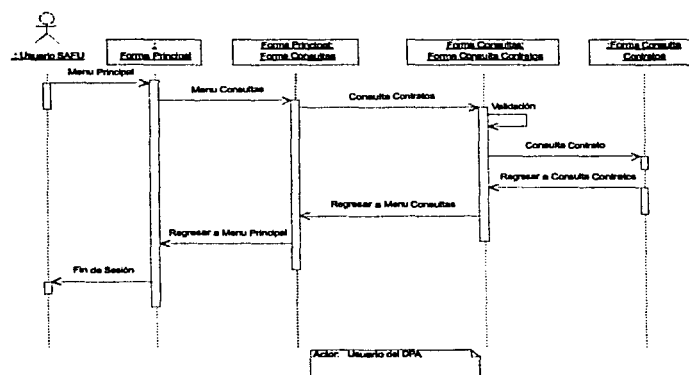 : Usuario SAFU
:
Forma Principal
Forma Principal:
Forma Consultas
Forma Consultas:
Forma Consulta Contratos
:Forma Consulta
Contratos
Menu Principal
Menu Consultas
Consulta Contratos
Validación
Consulta Contrato
Regresar a Consulta Contratos
Regresar a Menu Consultas
Regresar a Menu Principal
Fin de Sesión
Actor: Usuario del DPA